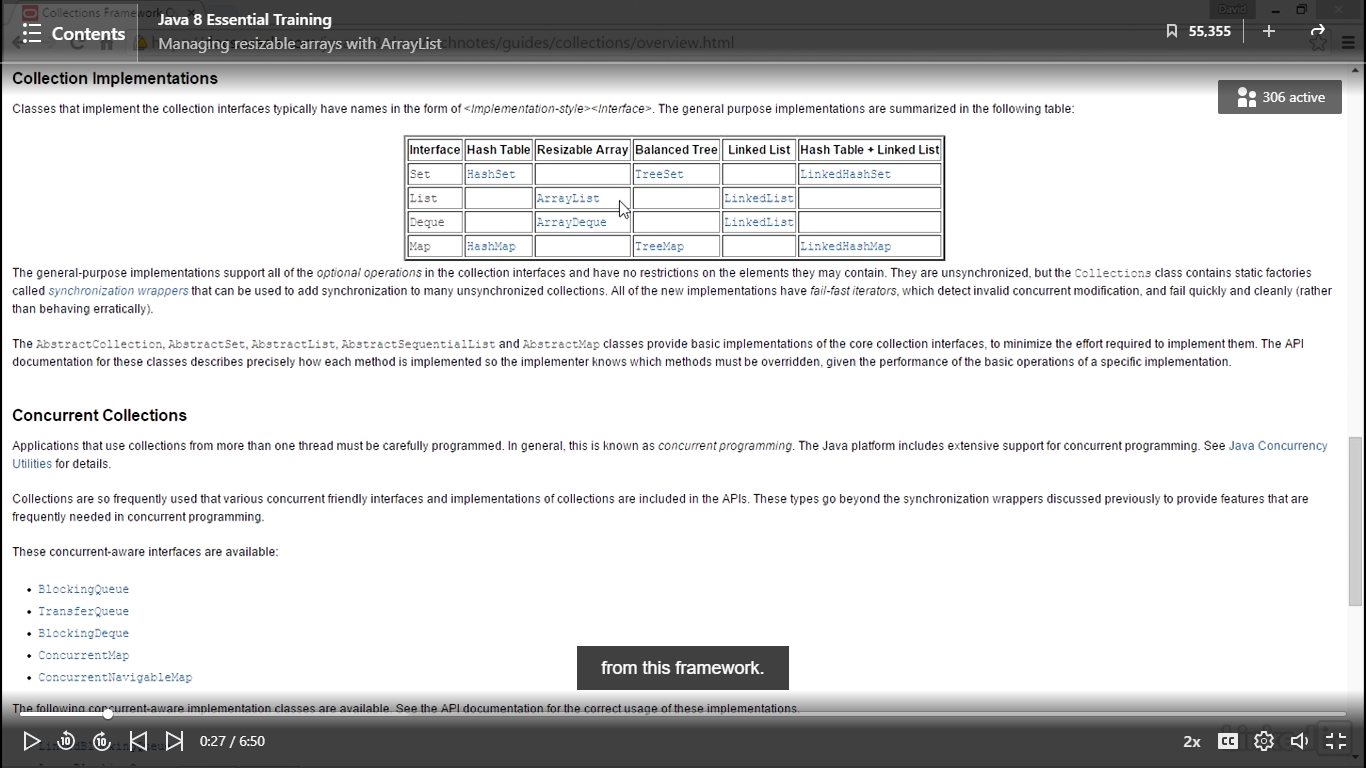 Collections Framework
David
Contents
Java 8 Essential Training
Managing resizable arrays with ArrayList
chnotes/guides/collections/overview.html
55,355
306 active
Collection Implementations
Classes that implement the collection interfaces typically have names in the form of <Implementation-style><Interface>. The general purpose implementations are summarized in the following table:
Interface Hash Table Resizable Array Balanced Tree Linked List Hash Table + Linked List
Set HashSet TreeSet LinkedHashSet
List ArrayList LinkedList
Deque ArrayDeque LinkedList
Map HashMap TreeMap LinkedHashMap
The general-purpose implementations support all of the optional operations in the collection interfaces and have no restrictions on the elements they may contain. They are unsynchronized, but the Collections class contains static factories
called synchronization wrappers that can be used to add synchronization to many unsynchronized collections. All of the new implementations have fail-fast iterators, which detect invalid concurrent modification, and fail quickly and cleanly (rather
than behaving erratically).
The AbstractCollection, AbstractSet, AbstractList, AbstractSequentialList and AbstractMap classes provide basic implementations of the core collection interfaces, to minimize the effort required to implement them. The API
documentation for these classes describes precisely how each method is implemented so the implementer knows which methods must be overridden, given the performance of the basic operations of a specific implementation.
Concurrent Collections
Applications that use collections from more than one thread must be carefully programmed. In general, this is known as concurrent programming. The Java platform includes extensive support for concurrent programming. See Java Concurrency
Utilities for details.
Collections are so frequently used that various concurrent friendly interfaces and implementations of collections are included in the APIs. These types go beyond the synchronization wrappers discussed previously to provide features that are
frequently needed in concurrent programming.
These concurrent-aware interfaces are available:
• BlockingQueue
• TransferQueue
• BlockingDeque
• ConcurrentMap
• ConcurrentNavigableMap
from this framework.
The following concurrent-aware implementation classes are available. See the API documentation for the correct usage of these implementations.
10 10 0:27 / 6:50 2x CC